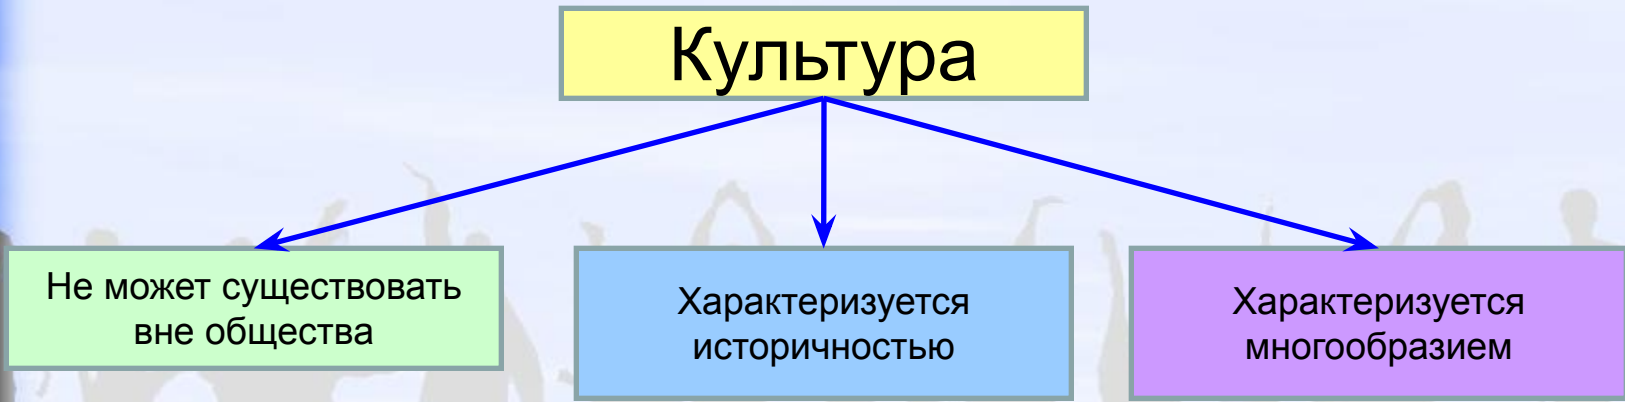 Культура
Не может существовать
вне общества
Характеризуется
историчностью
Характеризуется
многообразием